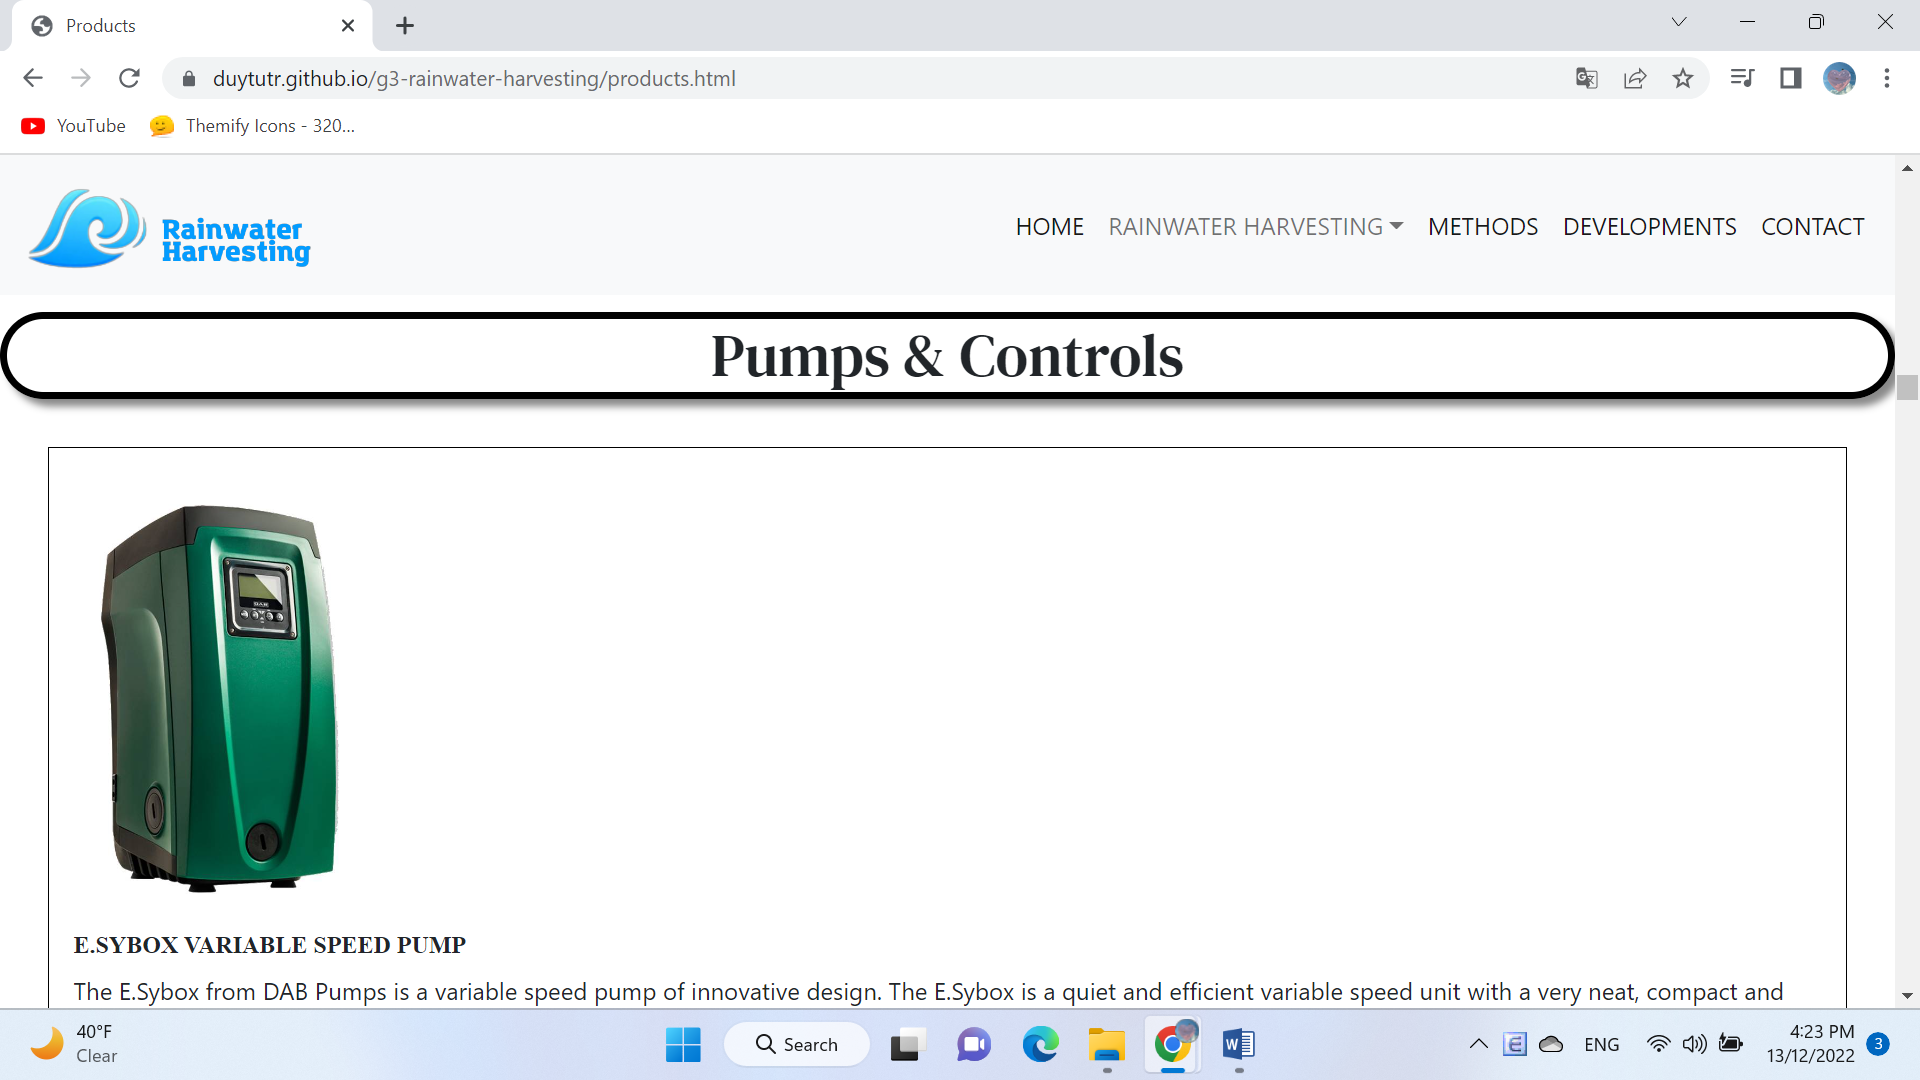 Products
duytutr.github.io/g3-rainwater-harvesting/products.html
YouTube Themify Icons - 320...
Rainwater
Harvesting
HOME RAINWATER HARVESTING METHODS DEVELOPMENTS CONTACT
Pumps & Controls
DAB
E.SYBOX VARIABLE SPEED PUMP
The E.Sybox from DAB Pumps is a variable speed pump of innovative design. The E.Sybox is a quiet and efficient variable speed unit with a very neat, compact and
40°F
Clear
Search
ENG
4:23 PM
13/12/2022
3